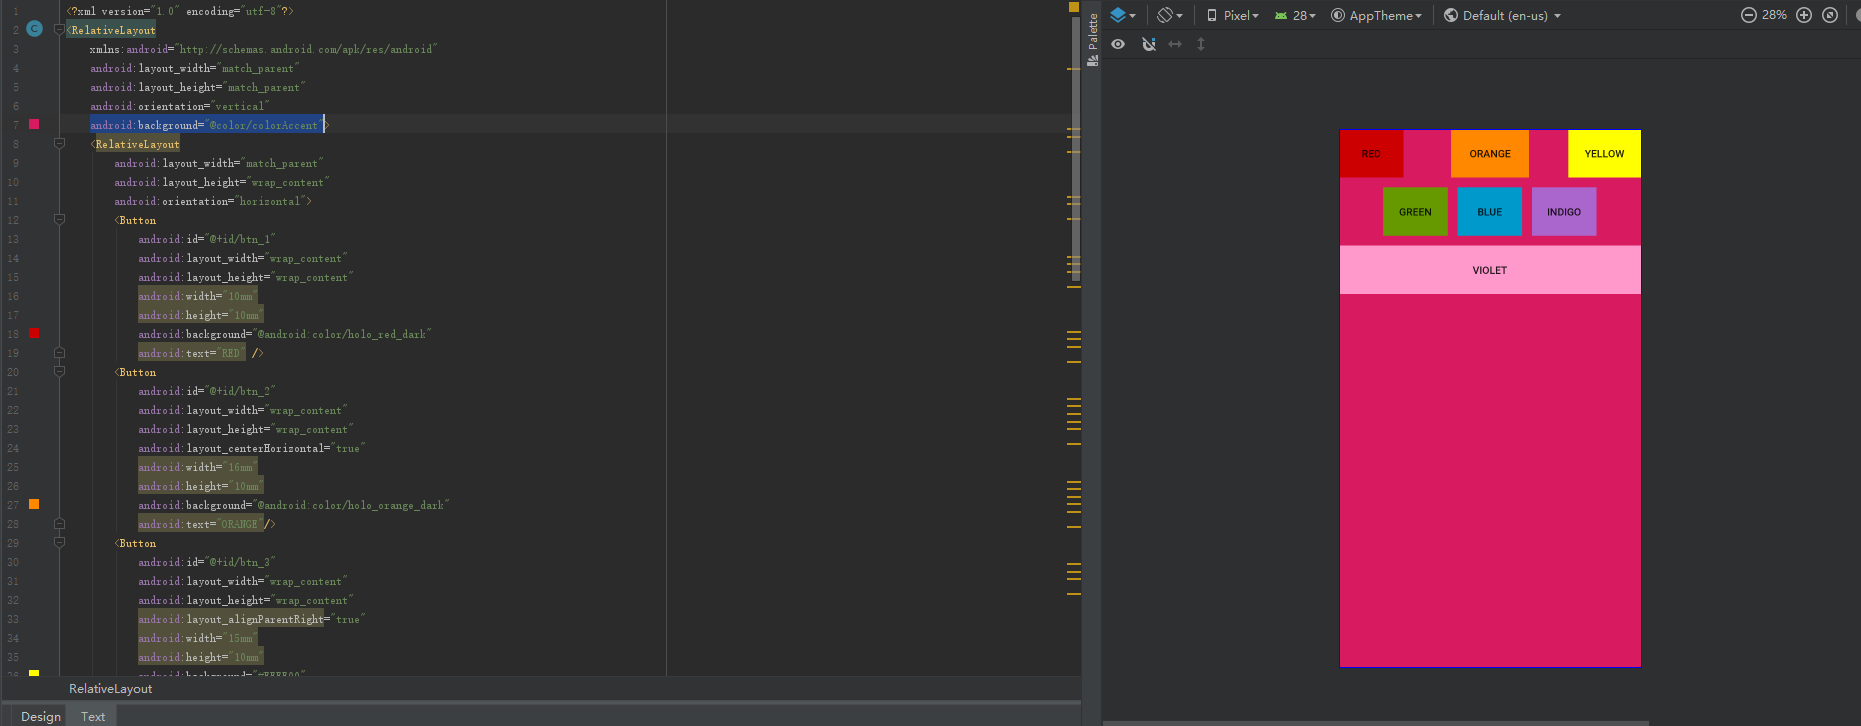 1 <?xml version="1.0" encoding="utf-8"?>
2 <RelativeLayout
3 xmlns:android="http://schemas.android.com/apk/res/android"
4 android:layout_width="match_parent"
5 android:layout_height="match_parent"
6 android:orientation="vertical"
7 android:background="@color/colorAccent">
8 <RelativeLayout
9 android:layout_width="match_parent"
10 android:layout_height="wrap_content"
11 android:orientation="horizontal">
12 <Button
13 android:id="@+id/btn_1"
14 android:layout_width="wrap_content"
15 android:layout_height="wrap_content"
16 android:width="10mm"
17 android:height="10mm"
18 android:background="@android:color/holo_red_dark"
19 android:text="RED" />
20 <Button
21 android:id="@+id/btn_2"
22 android:layout_width="wrap_content"
23 android:layout_height="wrap_content"
24 android:layout_centerHorizontal="true"
25 android:width="16mm"
26 android:height="10mm"
27 android:background="@android:color/holo_orange_dark"
28 android:text="ORANGE"/>
29 <Button
30 android:id="@+id/btn_3"
31 android:layout_width="wrap_content"
32 android:layout_height="wrap_content"
33 android:layout_alignParentRight="true"
34 android:width="15mm"
35 android:height="10mm"
RelativeLayout
Design Text
Palette
Pixel 28 AppTheme Default (en-us) 28%
RED ORANGE YELLOW
GREEN BLUE INDIGO
VIOLET